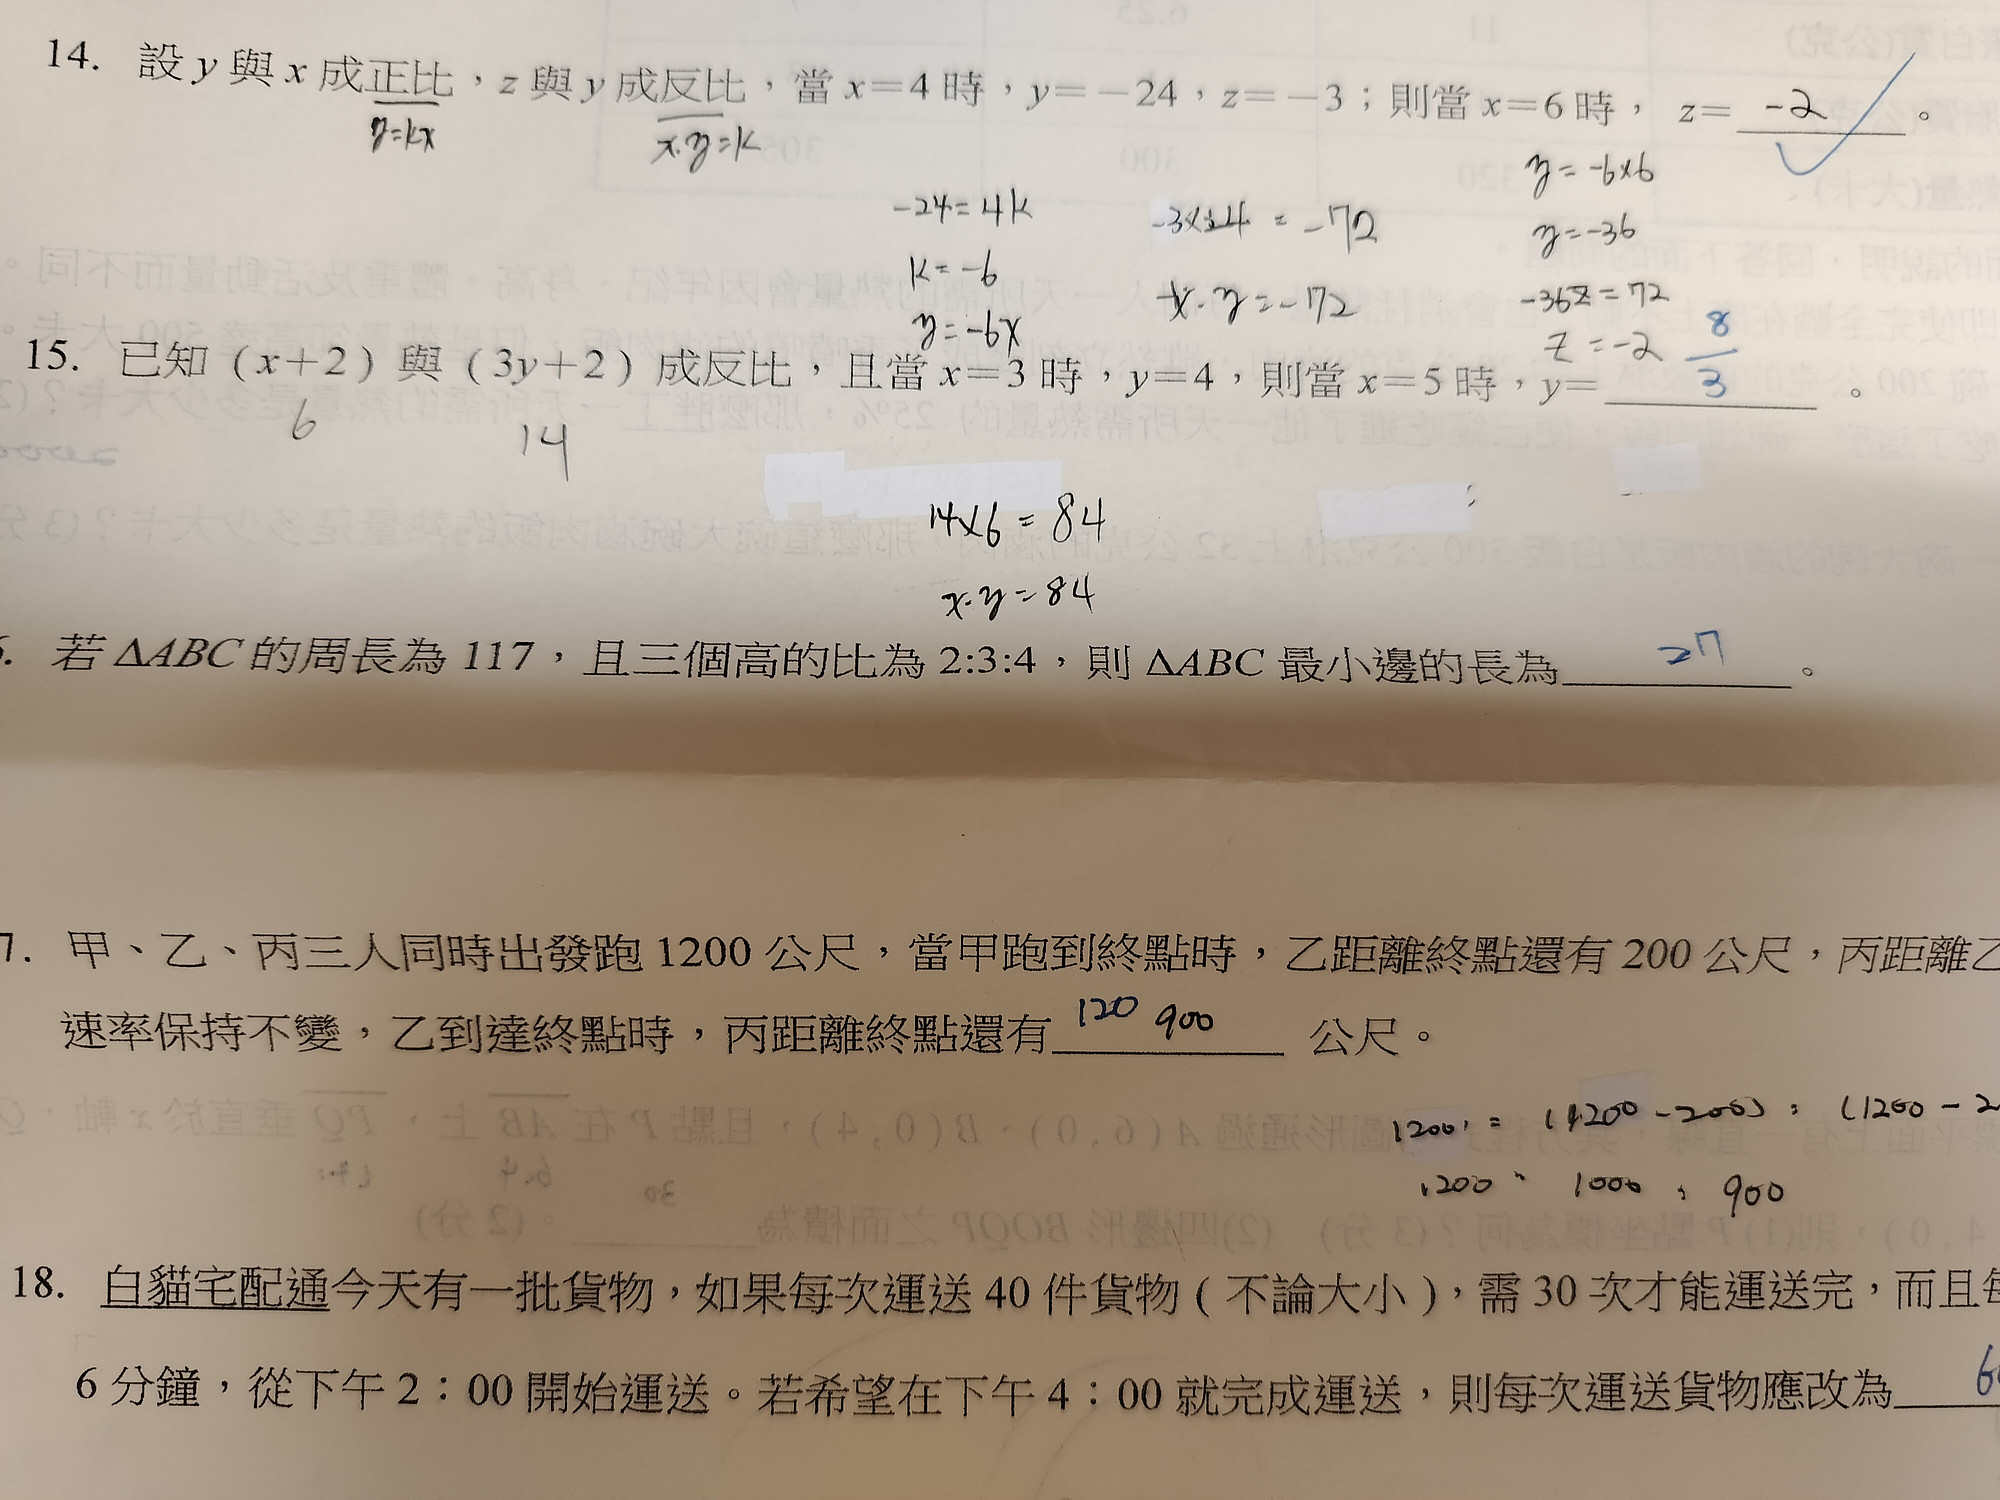 14. 設 y 與 x 成正比，z 與 y 成反比，當 x=4 時，y=-24，z=-3；則當 x=6 時， z= -2 。
y=kx
x·y=k
y=-6x6
-24=4k
-3x24 = -72
y=-36
k=-6
x·y=-72
-36z=72
y=-6x
z=-2
15. 已知 (x+2) 與 (3y+2) 成反比，且當 x=3 時，y=4，則當 x=5 時，y= 8/3 。
6
14
14x6=84
x·y=84
. 若 ΔABC 的周長為 117，且三個高的比為 2:3:4，則 ΔABC 最小邊的長為 27 。
7. 甲、乙、丙三人同時出發跑 1200 公尺，當甲跑到終點時，乙距離終點還有 200 公尺，丙距離乙
速率保持不變，乙到達終點時，丙距離終點還有 120 900 公尺。
1200 : (1200-200) : (1200-2
1200 : 1000 : 900
18. 白貓宅配通今天有一批貨物，如果每次運送 40 件貨物 ( 不論大小 )，需 30 次才能運送完，而且每
6 分鐘，從下午 2：00 開始運送。若希望在下午 4：00 就完成運送，則每次運送貨物應改為